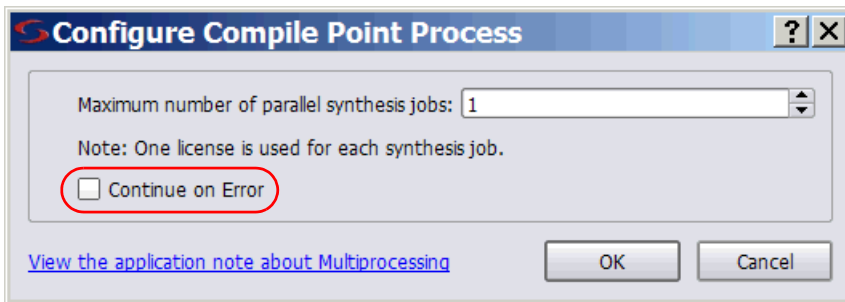 Configure Compile Point Process
Maximum number of parallel synthesis jobs: 1
Note: One license is used for each synthesis job.
Continue on Error
View the application note about Multiprocessing OK Cancel